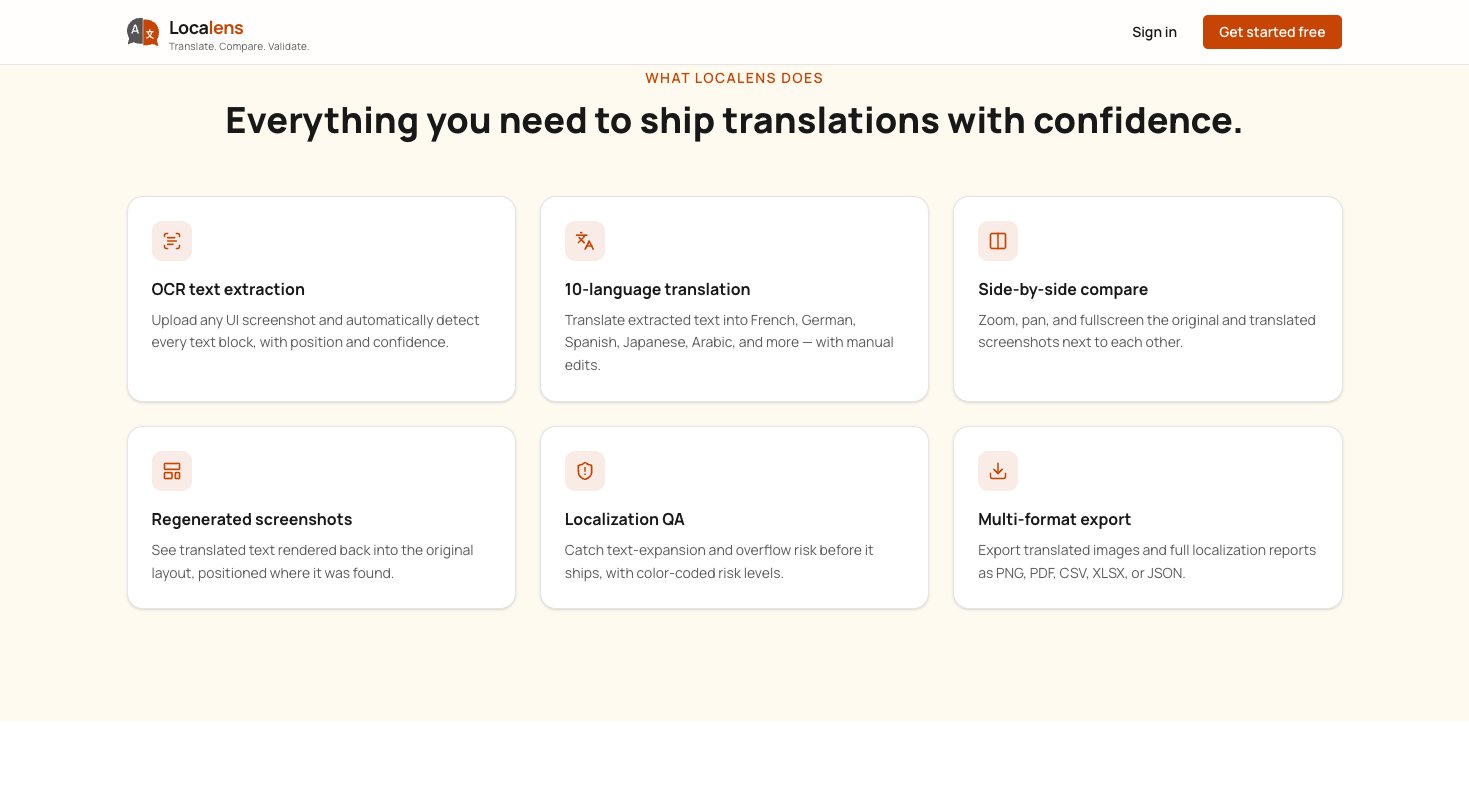 A 文 Localens
Translate. Compare. Validate.
Sign in
Get started free
WHAT LOCALENS DOES
Everything you need to ship translations with confidence.
OCR text extraction
Upload any UI screenshot and automatically detect
every text block, with position and confidence.
10-language translation
Translate extracted text into French, German,
Spanish, Japanese, Arabic, and more — with manual
edits.
Side-by-side compare
Zoom, pan, and fullscreen the original and translated
screenshots next to each other.
Regenerated screenshots
See translated text rendered back into the original
layout, positioned where it was found.
Localization QA
Catch text-expansion and overflow risk before it
ships, with color-coded risk levels.
Multi-format export
Export translated images and full localization reports
as PNG, PDF, CSV, XLSX, or JSON.